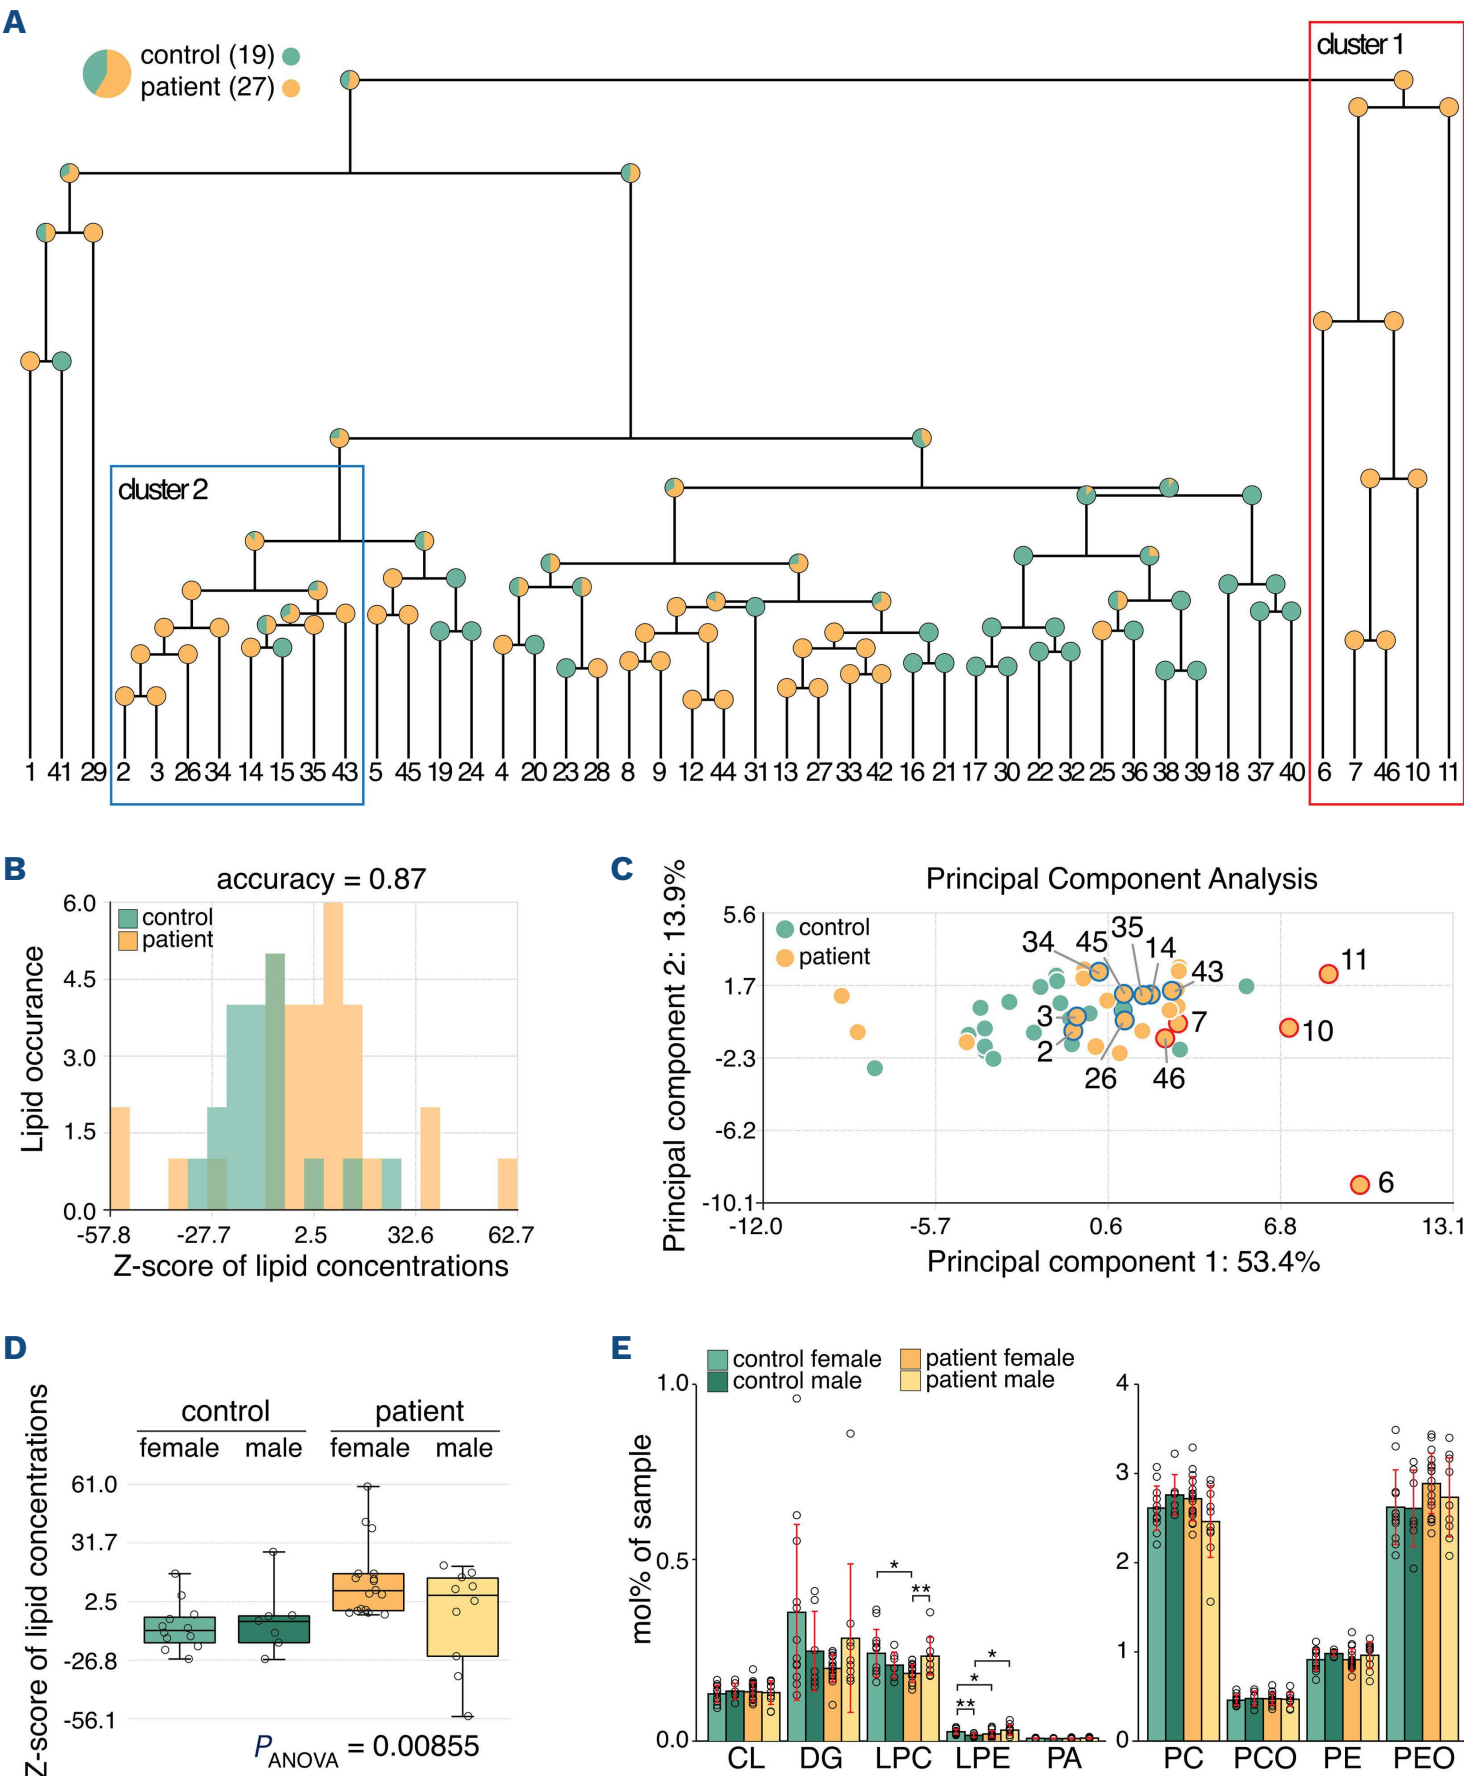 A
control (19)
patient (27)
cluster 1
cluster 2
1 41 29 2 3 26 34 14 15 35 43 5 45 19 24 4 20 23 28 8 9 12 44 31 13 27 33 42 16 21 17 30 22 32 25 36 38 39 18 37 40 6 7 46 10 11
B
accuracy = 0.87
control
patient
Lipid occurance
6.0
4.5
3.0
1.5
0.0
-57.8 -27.7 2.5 32.6 62.7
Z-score of lipid concentrations
C
Principal Component Analysis
control
patient
Principal component 2: 13.9%
5.6
1.7
-2.3
-6.2
-10.1
34 45 35 14 43 11
3 7 10
2 26 46
6
-12.0 -5.7 0.6 6.8 13.1
Principal component 1: 53.4%
D
control patient
female male female male
Z-score of lipid concentrations
61.0
31.7
2.5
-26.8
-56.1
PANOVA = 0.00855
E
control female
control male
patient female
patient male
mol% of sample
1.0
0.5
0.0
* **
** * *
CL DG LPC LPE PA
4
3
2
1
0
PC PCO PE PEO